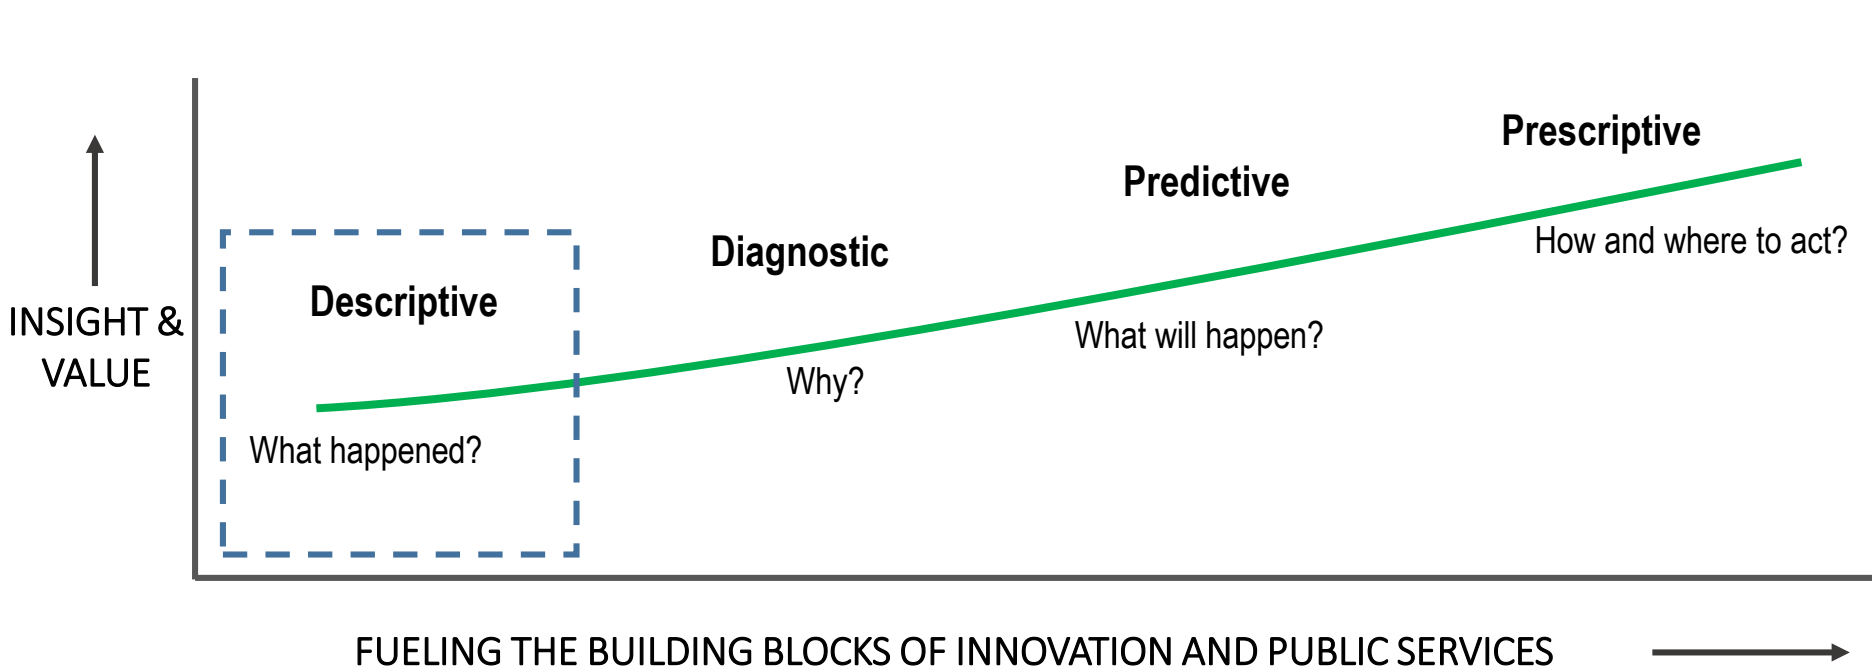 Prescriptive
Predictive
How and where to act?
Diagnostic
Descriptive
INSIGHT &
VALUE
What will happen?
Why?
What happened?
FUELING THE BUILDING BLOCKS OF INNOVATION AND PUBLIC SERVICES